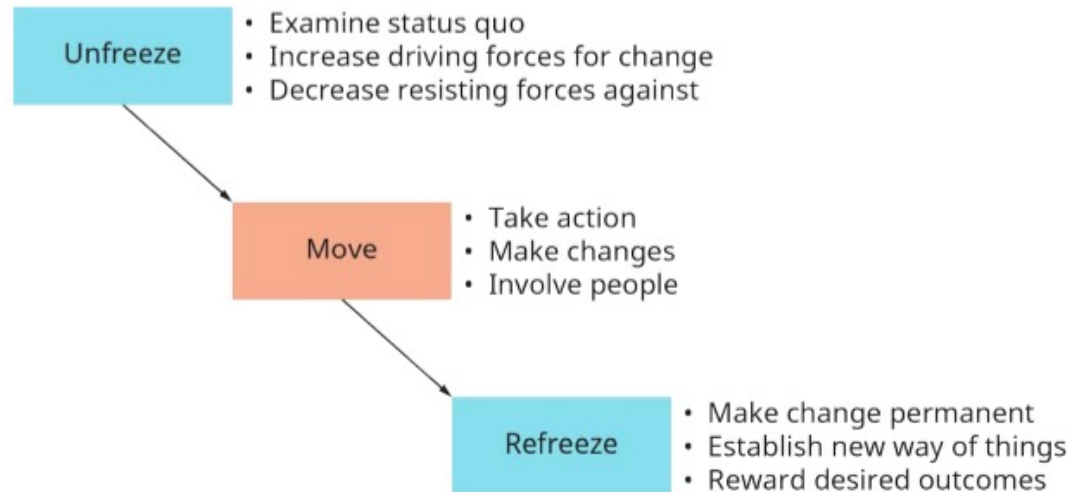 Unfreeze
• Examine status quo
• Increase driving forces for change
• Decrease resisting forces against
Move
• Take action
• Make changes
• Involve people
Refreeze
• Make change permanent
• Establish new way of things
• Reward desired outcomes